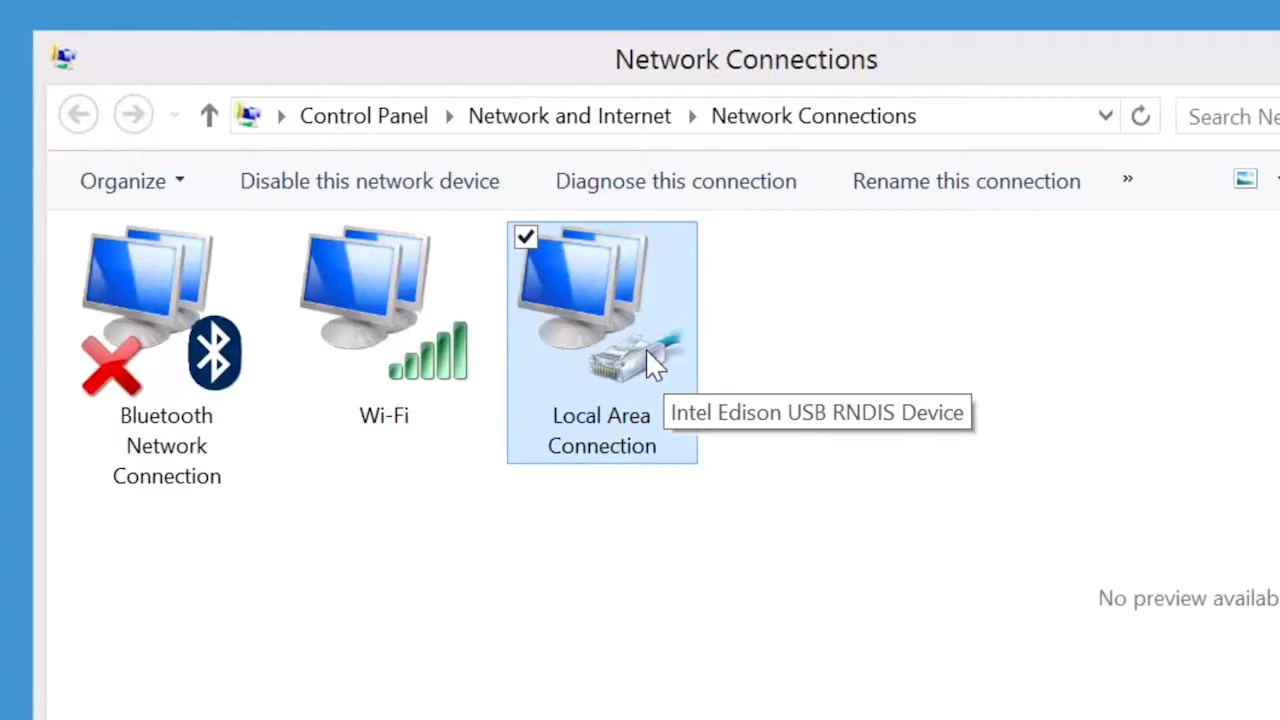 Network Connections
Control Panel Network and Internet Network Connections
Search Ne
Organize Disable this network device Diagnose this connection Rename this connection »
Bluetooth
Network
Connection
Wi-Fi
Local Area
Connection
Intel Edison USB RNDIS Device
No preview availab